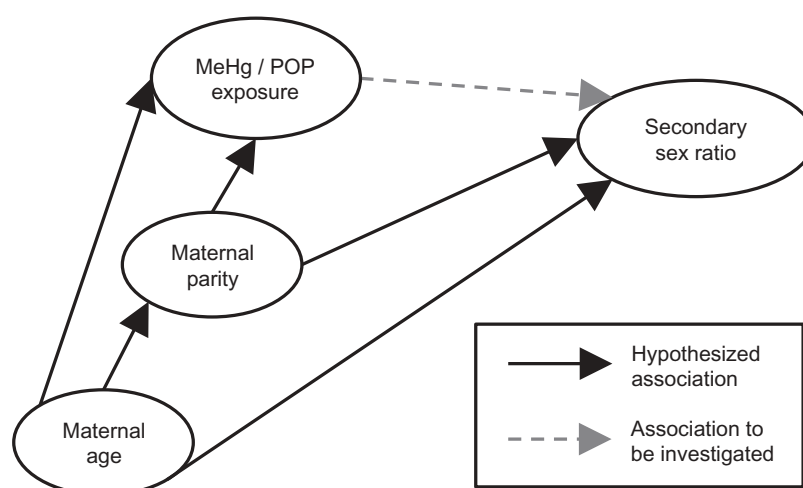 MeHg / POP
exposure
Secondary
sex ratio
Maternal
parity
Maternal
age
Hypothesized
association
Association to
be investigated